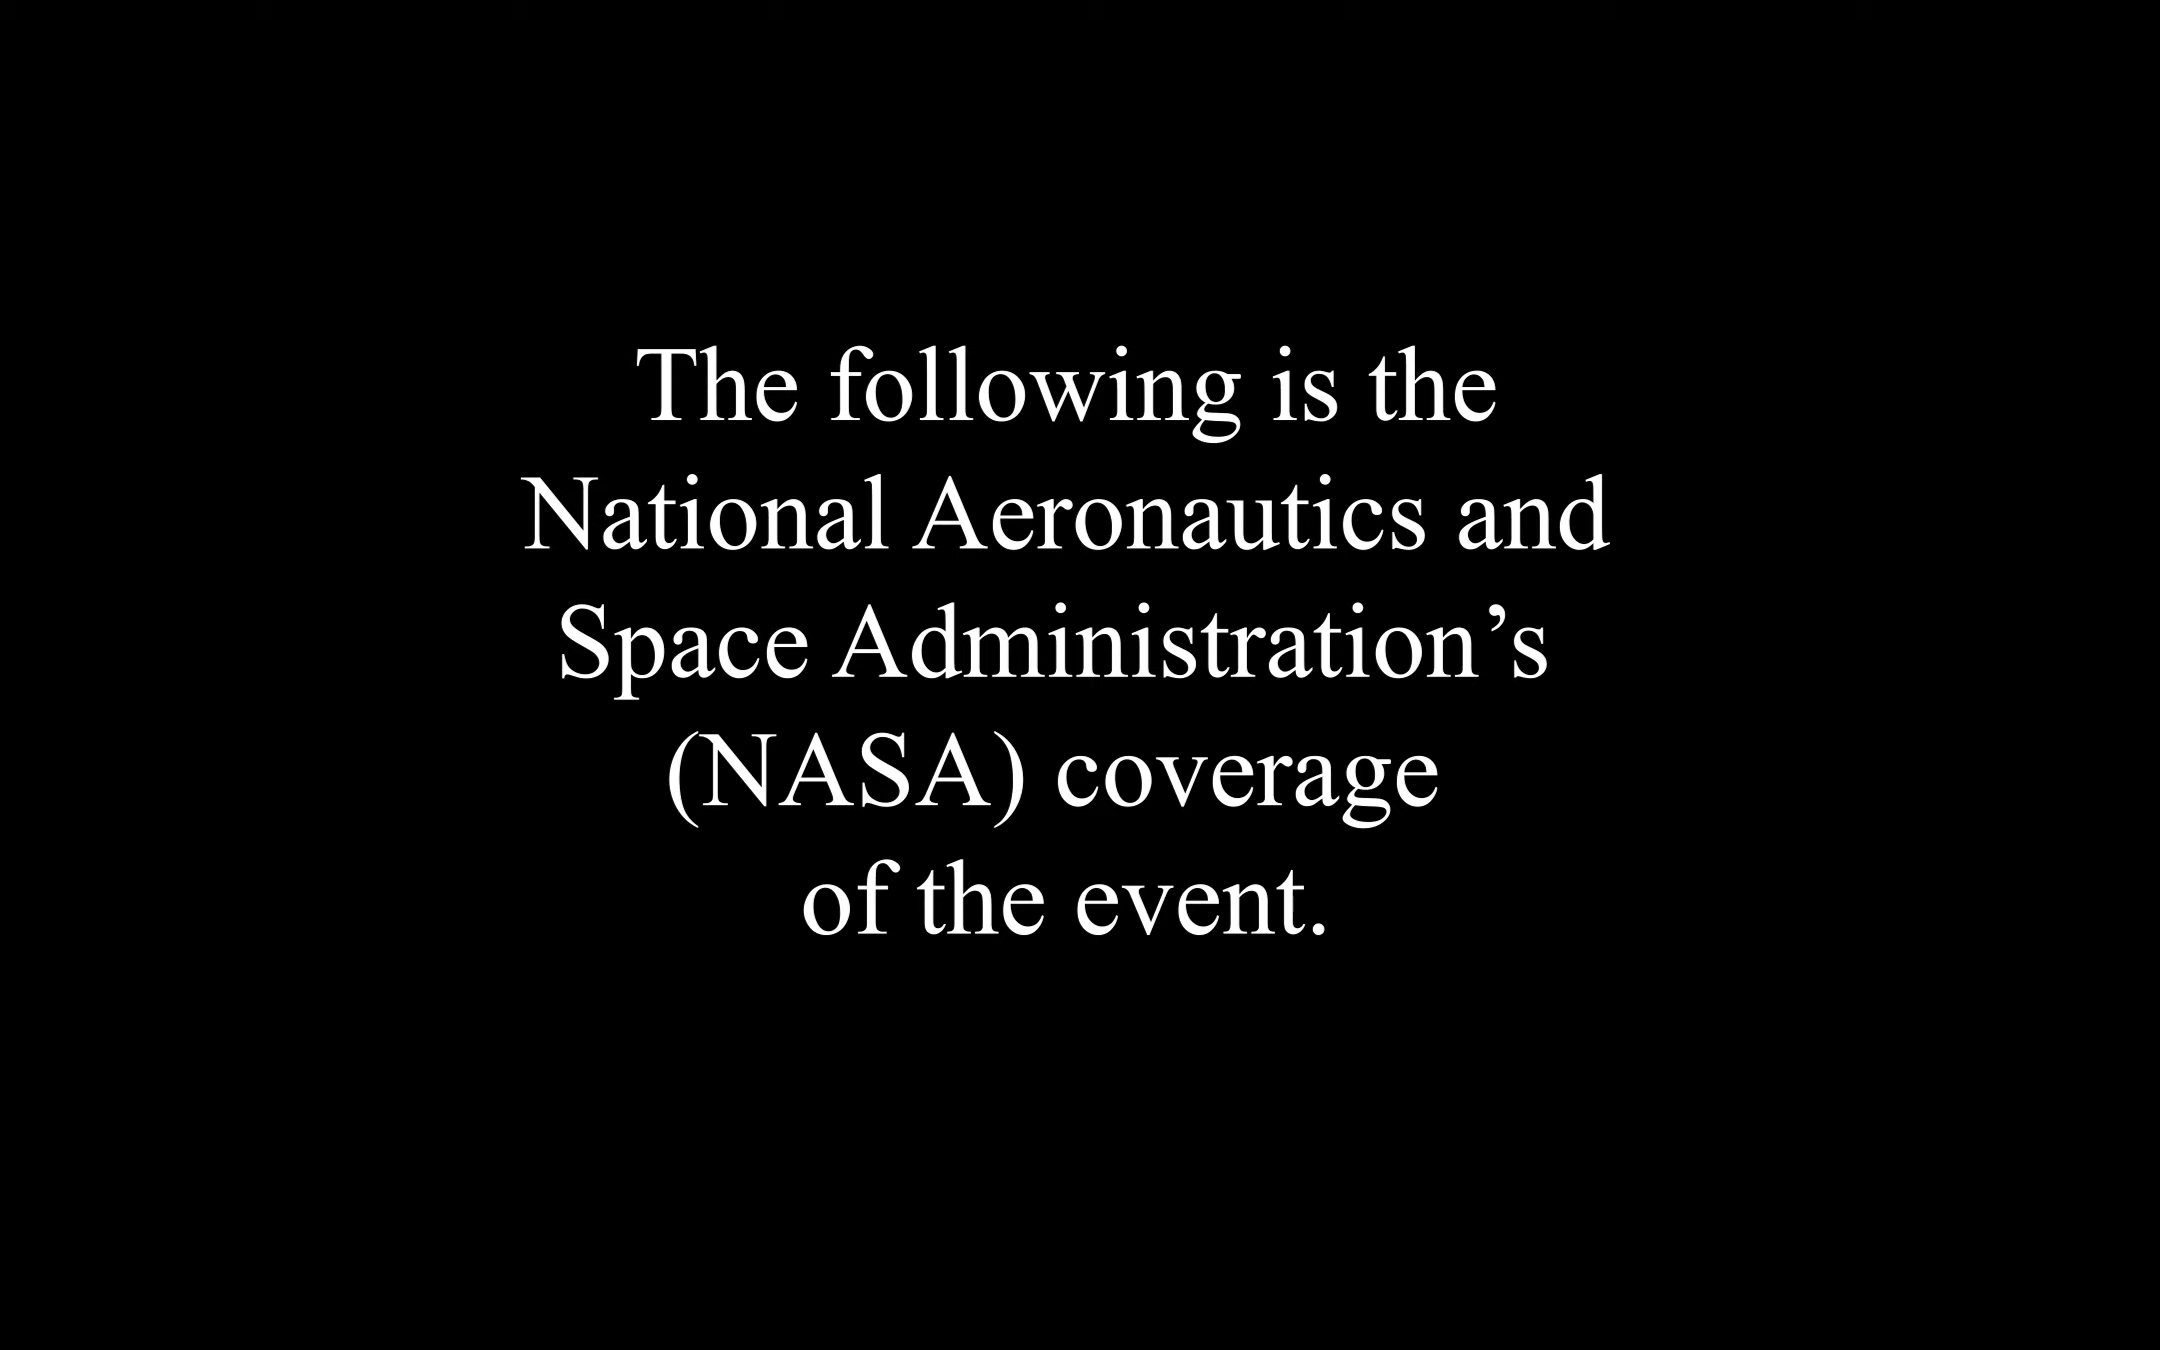 The following is the
National Aeronautics and
Space Administration’s
(NASA) coverage
of the event.